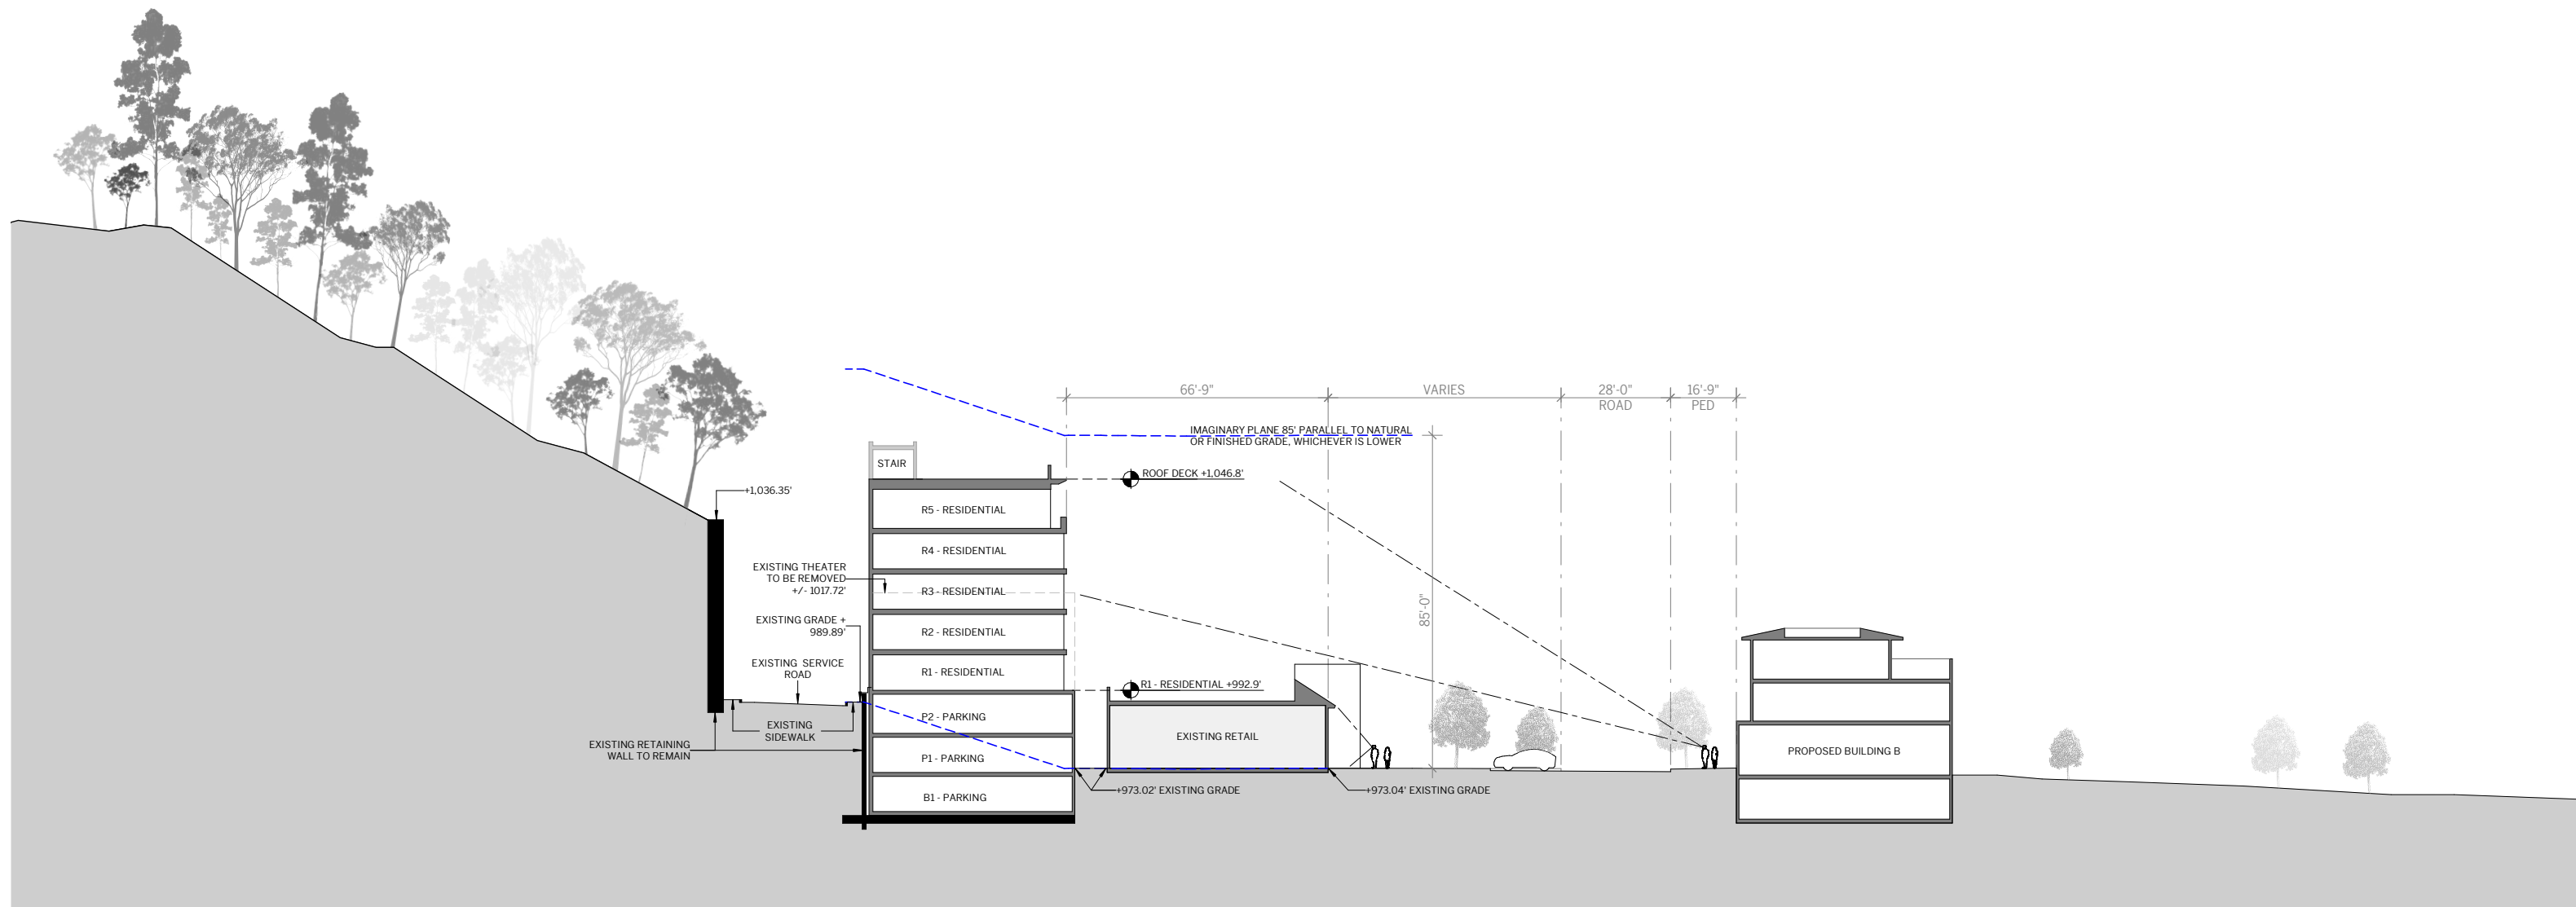 66'-9"
VARIES
28'-0"
ROAD
16'-9"
PED
IMAGINARY PLANE 85' PARALLEL TO NATURAL
OR FINISHED GRADE, WHICHEVER IS LOWER
STAIR
ROOF DECK +1,046.8'
+1,036.35'
R5 - RESIDENTIAL
R4 - RESIDENTIAL
EXISTING THEATER
TO BE REMOVED
+/- 1017.72'
R3 - RESIDENTIAL
85'-0"
EXISTING GRADE +
989.89'
R2 - RESIDENTIAL
EXISTING SERVICE
ROAD
R1 - RESIDENTIAL
R1 - RESIDENTIAL +992.9'
P2 - PARKING
EXISTING
SIDEWALK
EXISTING RETAIL
EXISTING RETAINING
WALL TO REMAIN
P1 - PARKING
PROPOSED BUILDING B
B1 - PARKING
+973.02' EXISTING GRADE
+973.04' EXISTING GRADE